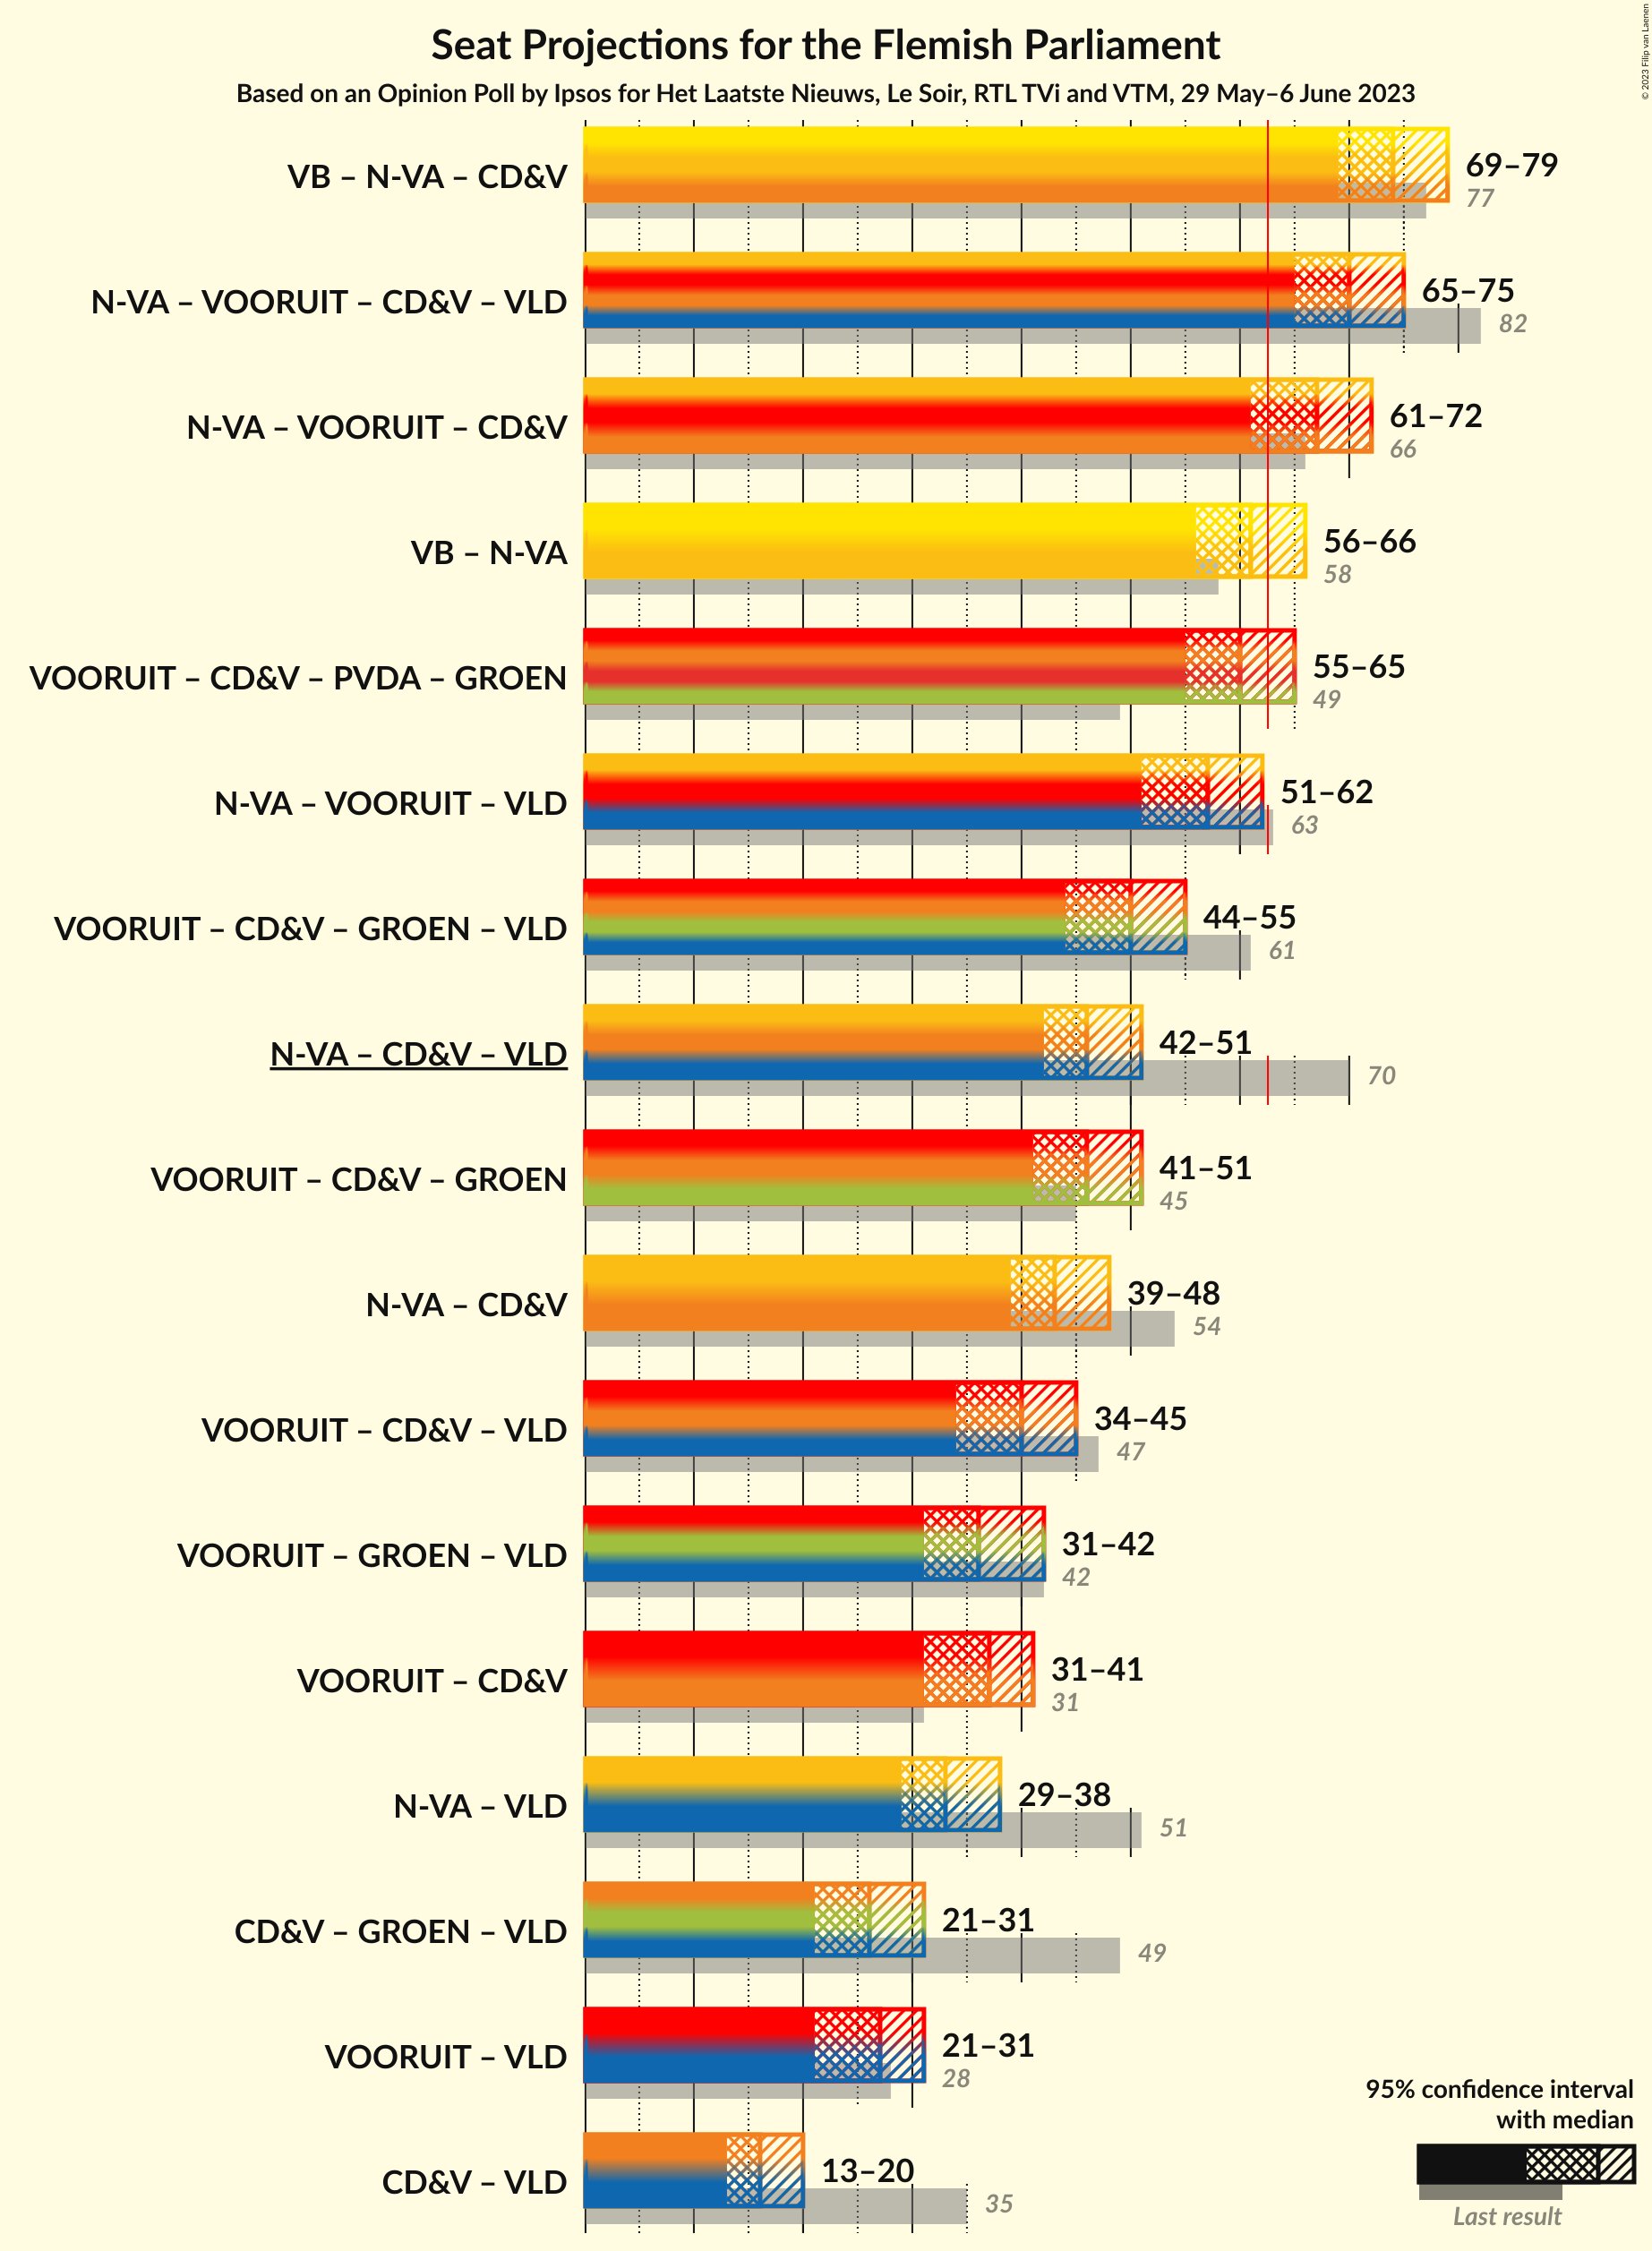 Seat Projections for the Flemish Parliament
Based on an Opinion Poll by Ipsos for Het Laatste Nieuws, Le Soir, RTL TVi and VTM, 29 May–6 June 2023
© 2023 Filip van Laenen
VB – N-VA – CD&V
69–79
77
N-VA – VOORUIT – CD&V – VLD
65–75
82
N-VA – VOORUIT – CD&V
61–72
66
VB – N-VA
56–66
58
VOORUIT – CD&V – PVDA – GROEN
55–65
49
N-VA – VOORUIT – VLD
51–62
63
VOORUIT – CD&V – GROEN – VLD
44–55
61
N-VA – CD&V – VLD
42–51
70
VOORUIT – CD&V – GROEN
41–51
45
N-VA – CD&V
39–48
54
VOORUIT – CD&V – VLD
34–45
47
VOORUIT – GROEN – VLD
31–42
42
VOORUIT – CD&V
31–41
31
N-VA – VLD
29–38
51
CD&V – GROEN – VLD
21–31
49
VOORUIT – VLD
21–31
28
CD&V – VLD
13–20
35
95% confidence interval
with median
Last result